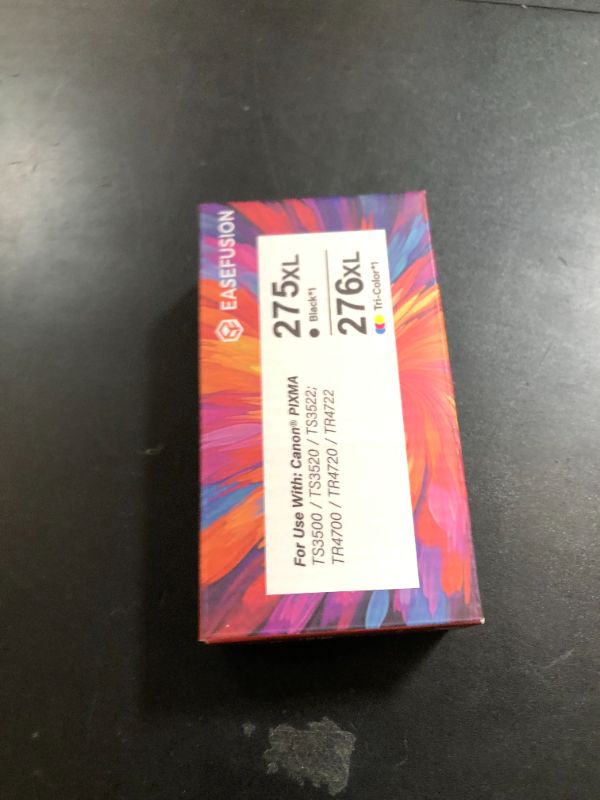 EASEFUSION
275XL
Black*1
276XL
Tri-Color*1
For Use With: Canon® PIXMA
TS3500 / TS3520 / TS3522;
TR4700 / TR4720 / TR4722